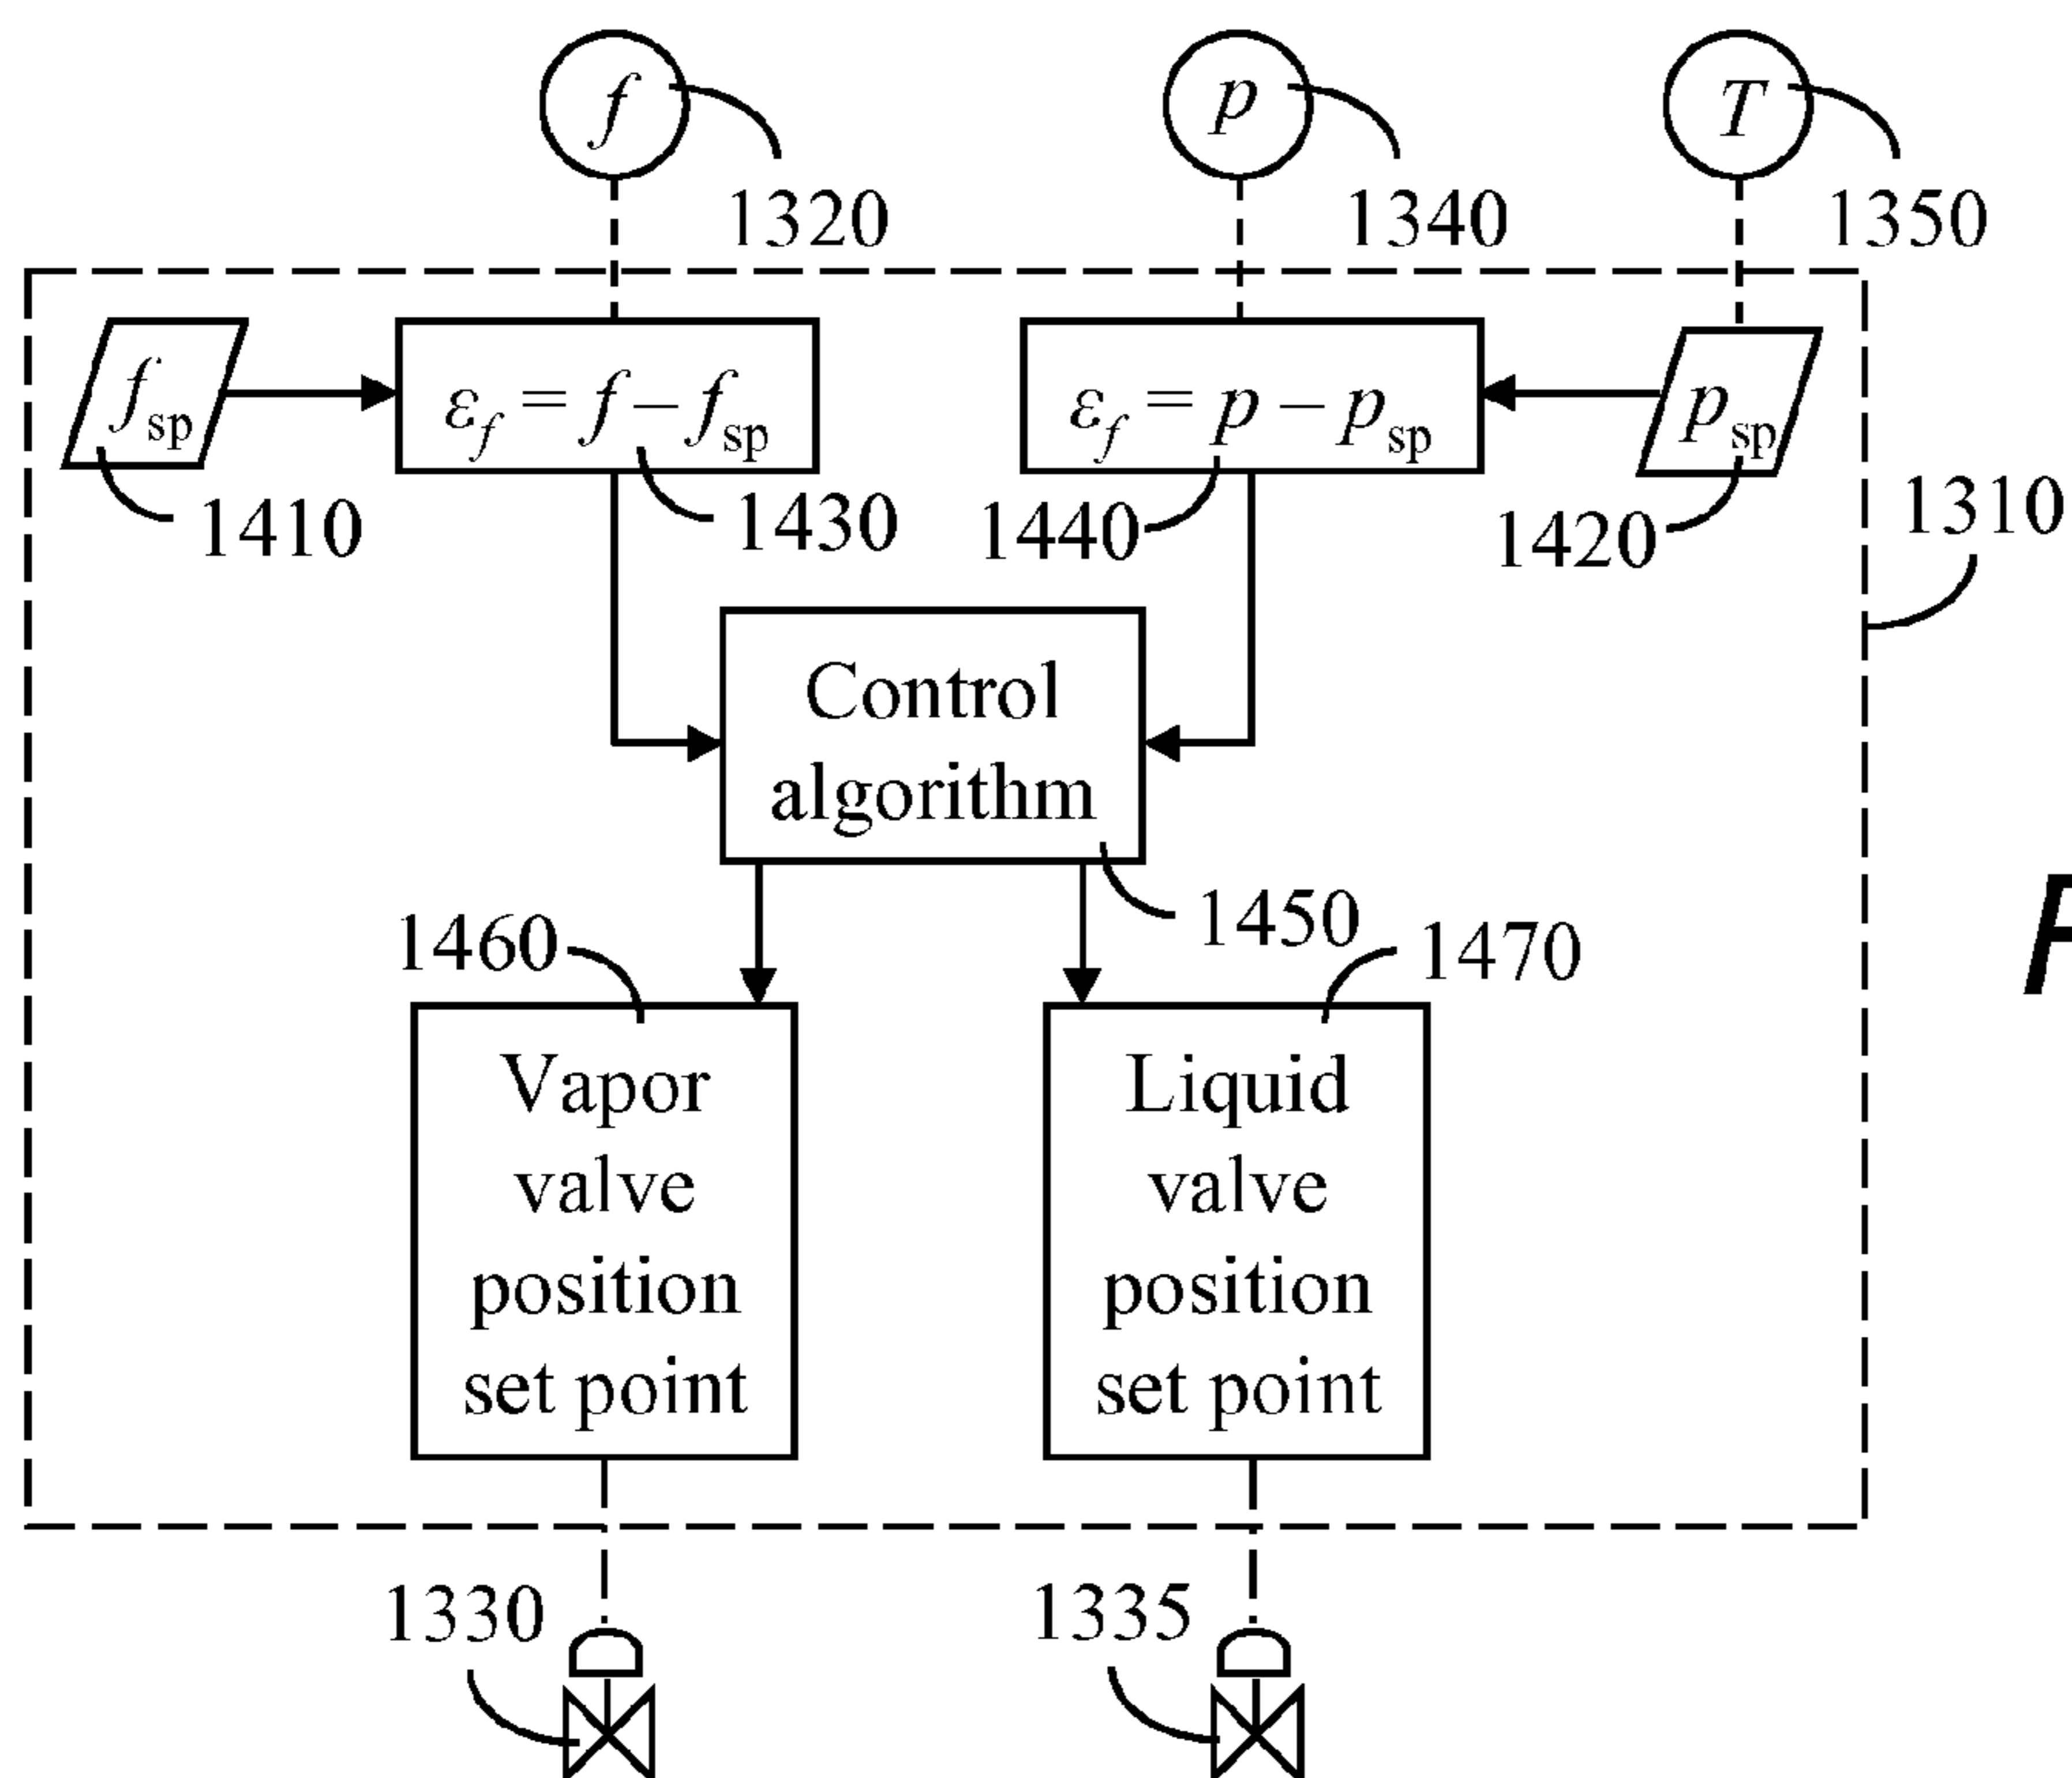 f
p
T
1320
1340
1350
f_sp
ε_f = f – f_sp
ε_f = p – p_sp
p_sp
1410
1430
1440
1420
1310
Control
algorithm
1460
1450
1470
Vapor
valve
position
set point
Liquid
valve
position
set point
1330
1335